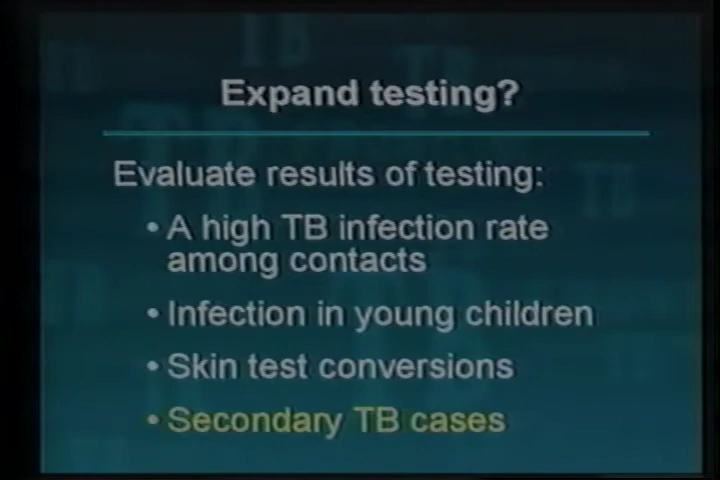 Expand testing?
Evaluate results of testing:
• A high TB infection rate
among contacts
• Infection in young children
• Skin test conversions
• Secondary TB cases